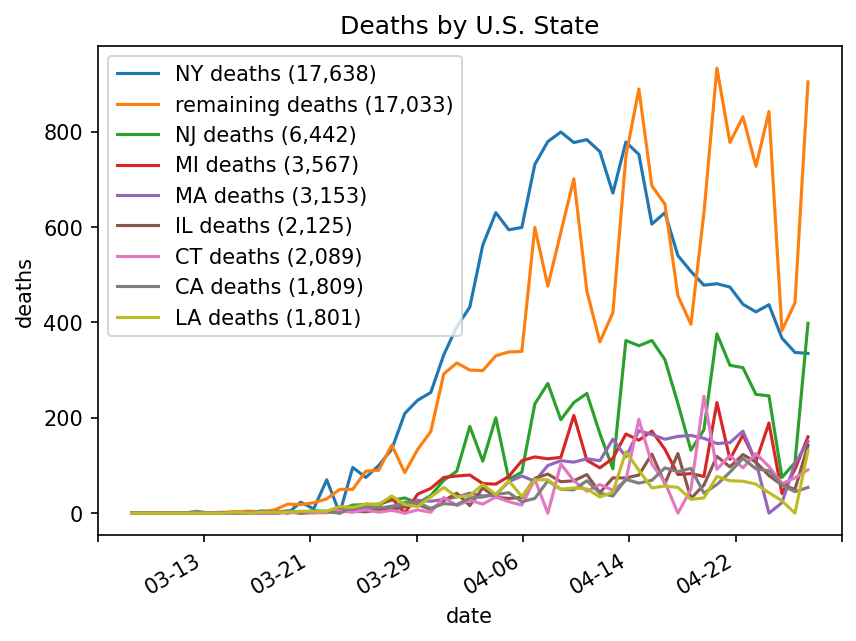 Deaths by U.S. State
NY deaths (17,638)
remaining deaths (17,033)
NJ deaths (6,442)
MI deaths (3,567)
MA deaths (3,153)
IL deaths (2,125)
CT deaths (2,089)
CA deaths (1,809)
LA deaths (1,801)
deaths
800
600
400
200
0
03-13
03-21
03-29
04-06
04-14
04-22
date